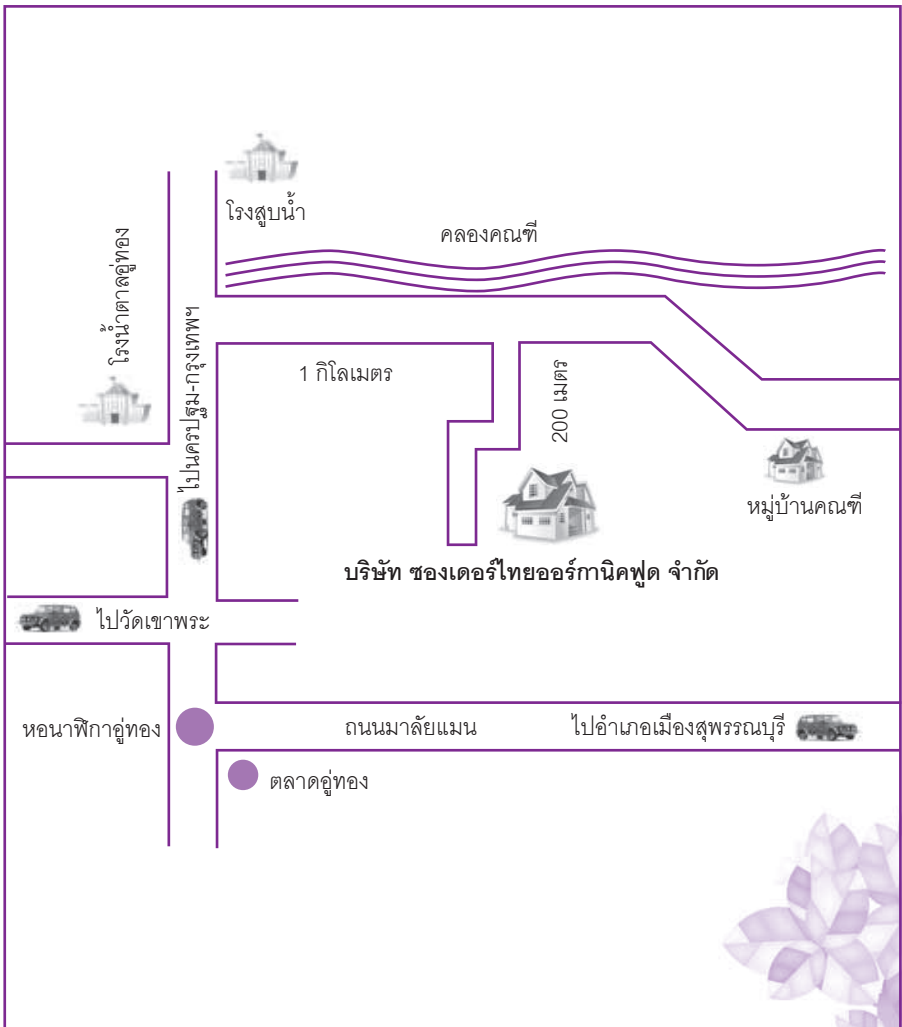 โรงสูบน้ำ
คลองคณฑี
โรงน้ำตาลอู่ทอง
ไปนครปฐม-กรุงเทพฯ
1 กิโลเมตร
200 เมตร
หมู่บ้านคณฑี
บริษัท ซองเดอร์ไทยออร์กานิคฟูด จำกัด
ไปวัดเขาพระ
หอนาฬิกาอู่ทอง
ถนนมาลัยแมน
ไปอำเภอเมืองสุพรรณบุรี
ตลาดอู่ทอง